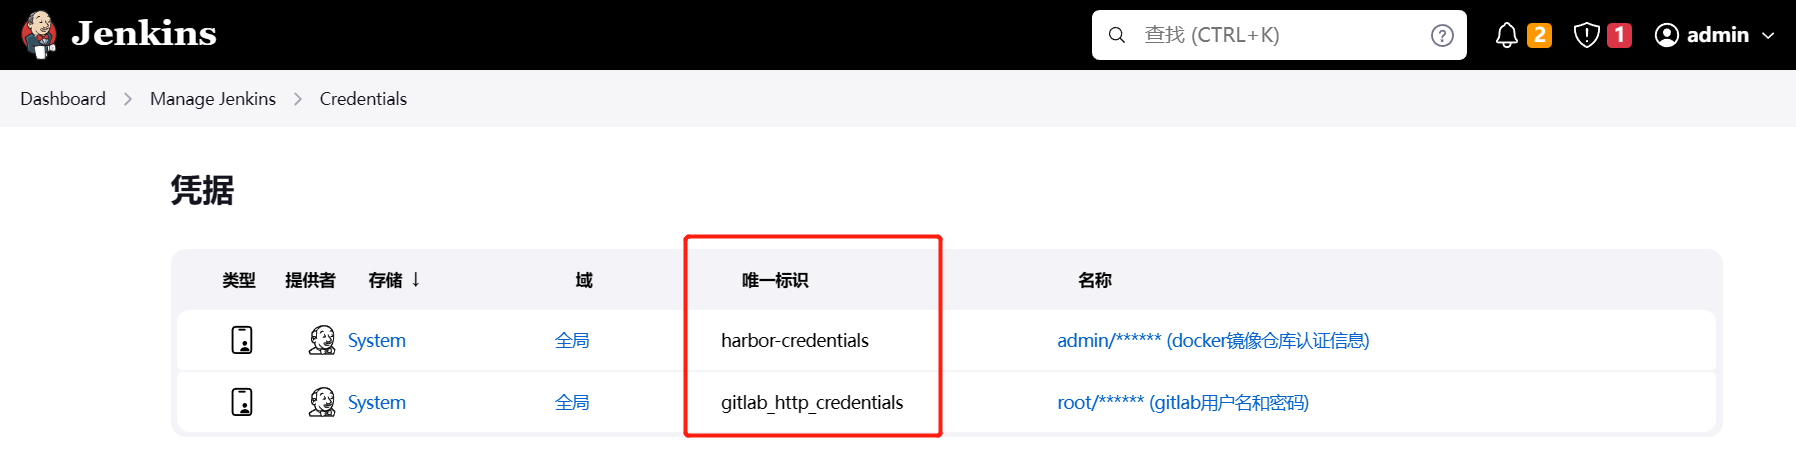 Jenkins 查找 (CTRL+K) ? 2 1 admin
Dashboard Manage Jenkins Credentials
凭据
类型 提供者 存储 ↓ 域 唯一标识 名称
System 全局 harbor-credentials admin/****** (docker镜像仓库认证信息)
System 全局 gitlab_http_credentials root/****** (gitlab用户名和密码)